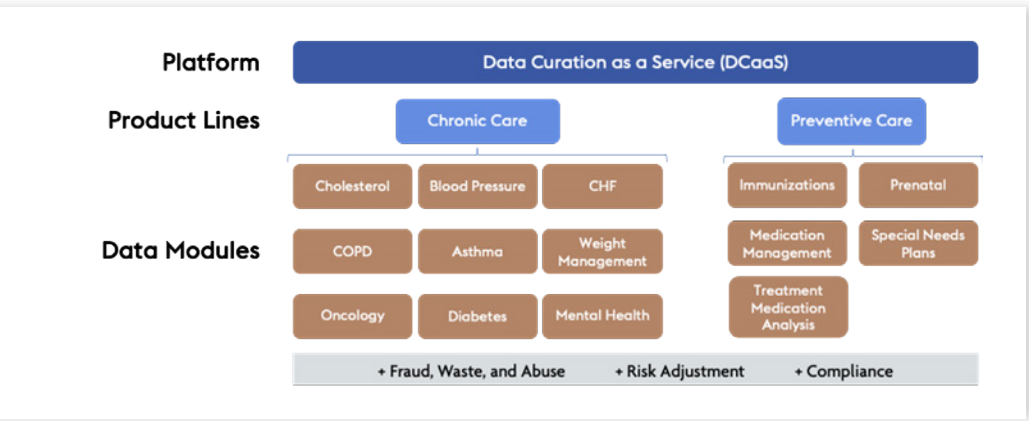 Platform
Data Curation as a Service (DCaaS)
Product Lines
Chronic Care
Preventive Care
Data Modules
Cholesterol
Blood Pressure
CHF
COPD
Asthma
Weight
Management
Oncology
Diabetes
Mental Health
Immunizations
Prenatal
Medication
Management
Special Needs
Plans
Treatment
Medication
Analysis
+ Fraud, Waste, and Abuse
+ Risk Adjustment
+ Compliance